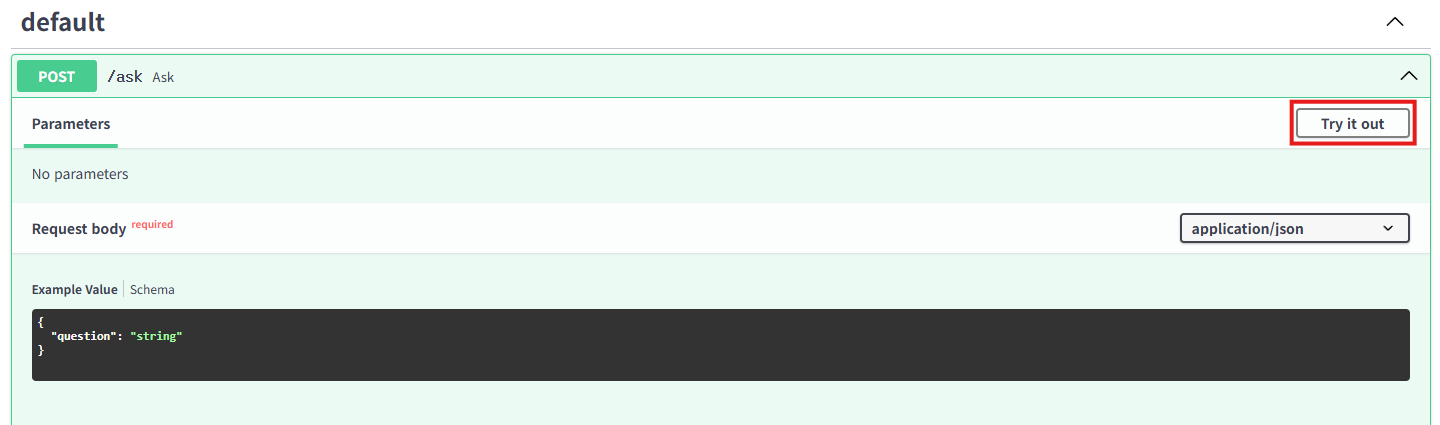 default
POST /ask Ask
Parameters
Try it out
No parameters
Request body required
application/json
Example Value Schema
{
  "question": "string"
}